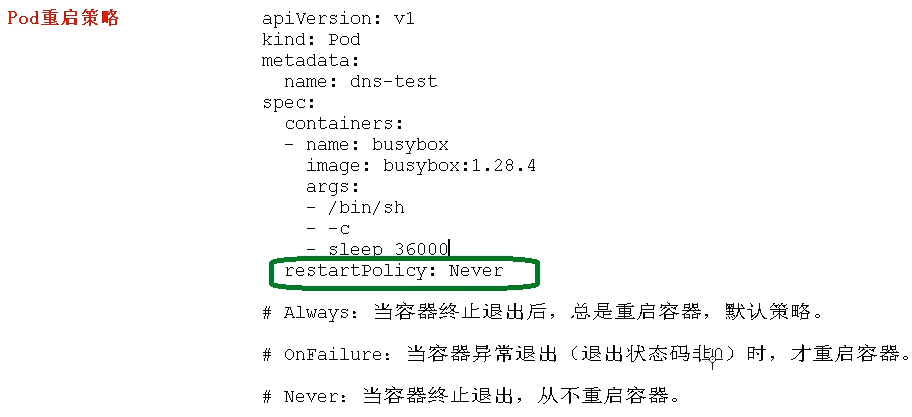 Pod重启策略
apiVersion: v1
kind: Pod
metadata:
  name: dns-test
spec:
  containers:
  - name: busybox
    image: busybox:1.28.4
    args:
    - /bin/sh
    - -c
    - sleep 36000
  restartPolicy: Never
# Always：当容器终止退出后，总是重启容器，默认策略。
# OnFailure：当容器异常退出（退出状态码非0）时，才重启容器。
# Never：当容器终止退出，从不重启容器。